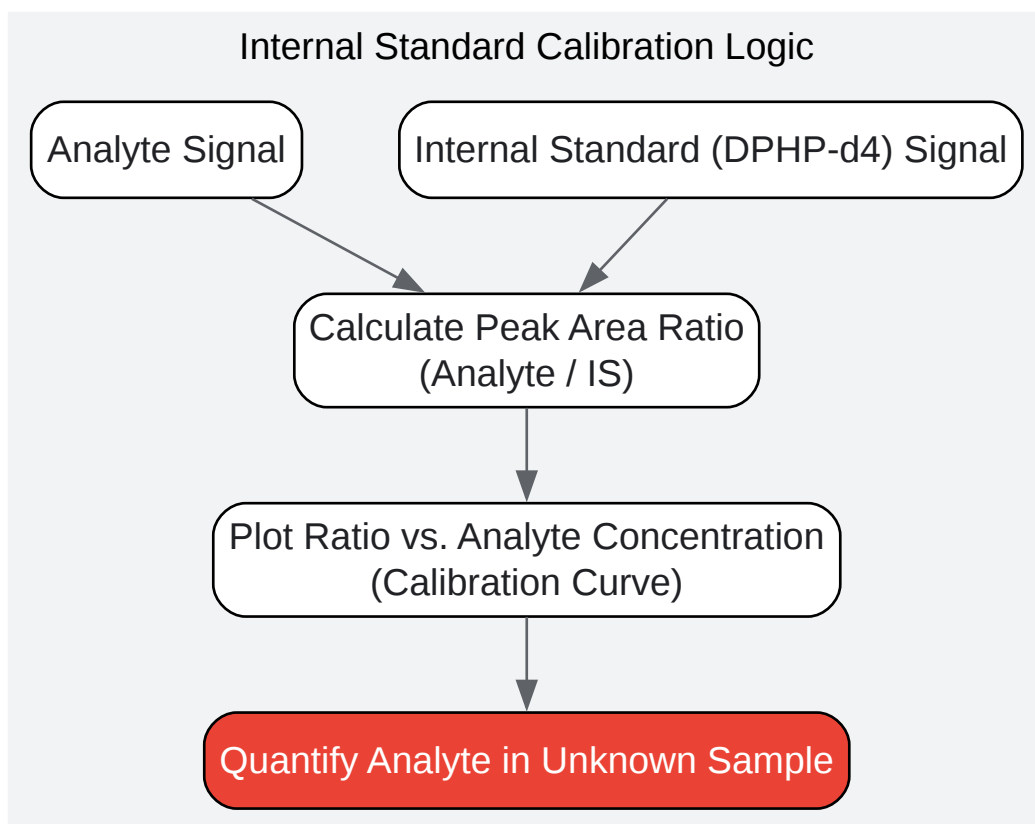 Internal Standard Calibration Logic
Analyte Signal
Internal Standard (DPHP-d4) Signal
Calculate Peak Area Ratio
(Analyte / IS)
Plot Ratio vs. Analyte Concentration
(Calibration Curve)
Quantify Analyte in Unknown Sample